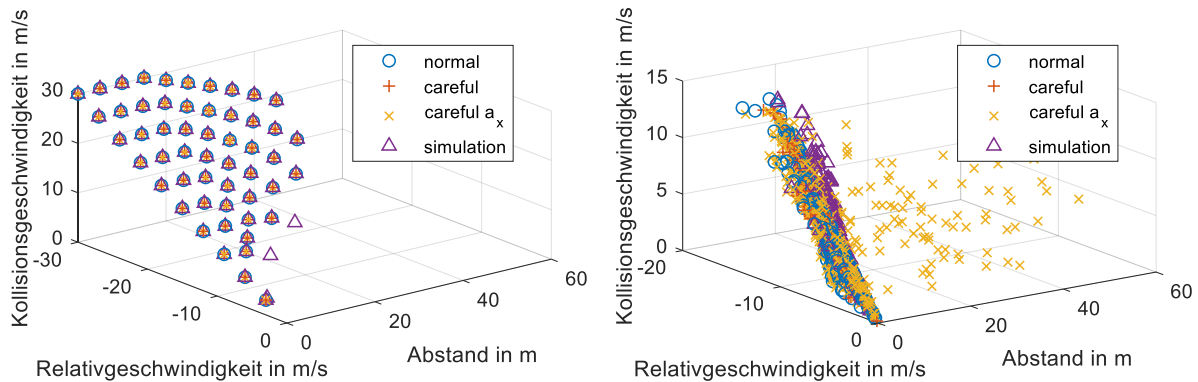 Kollisionsgeschwindigkeit in m/s
30
20
10
0
-30
-20
-10
0
Relativgeschwindigkeit in m/s
0
20
40
60
Abstand in m
normal
careful
careful a_x
simulation
Kollisionsgeschwindigkeit in m/s
15
10
5
0
-20
-10
0
Relativgeschwindigkeit in m/s
0
20
40
60
Abstand in m
normal
careful
careful a_x
simulation